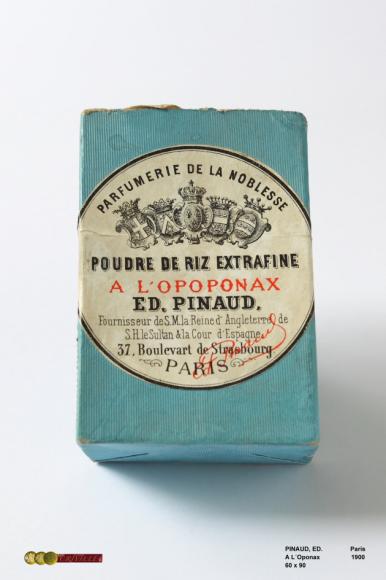 PARFUMERIE DE LA NOBLESSE
POUDRE DE RIZ EXTRAFINE
A L'OPOPONAX
ED. PINAUD.
Fournisseur de S.M. la Reine d'Angleterre, de
S.H. le Sultan & la Cour d'Espagne
37, Boulevart de Strasbourg
PARIS
PINAUD, ED. Paris
A L´Oponax 1900
60 x 90